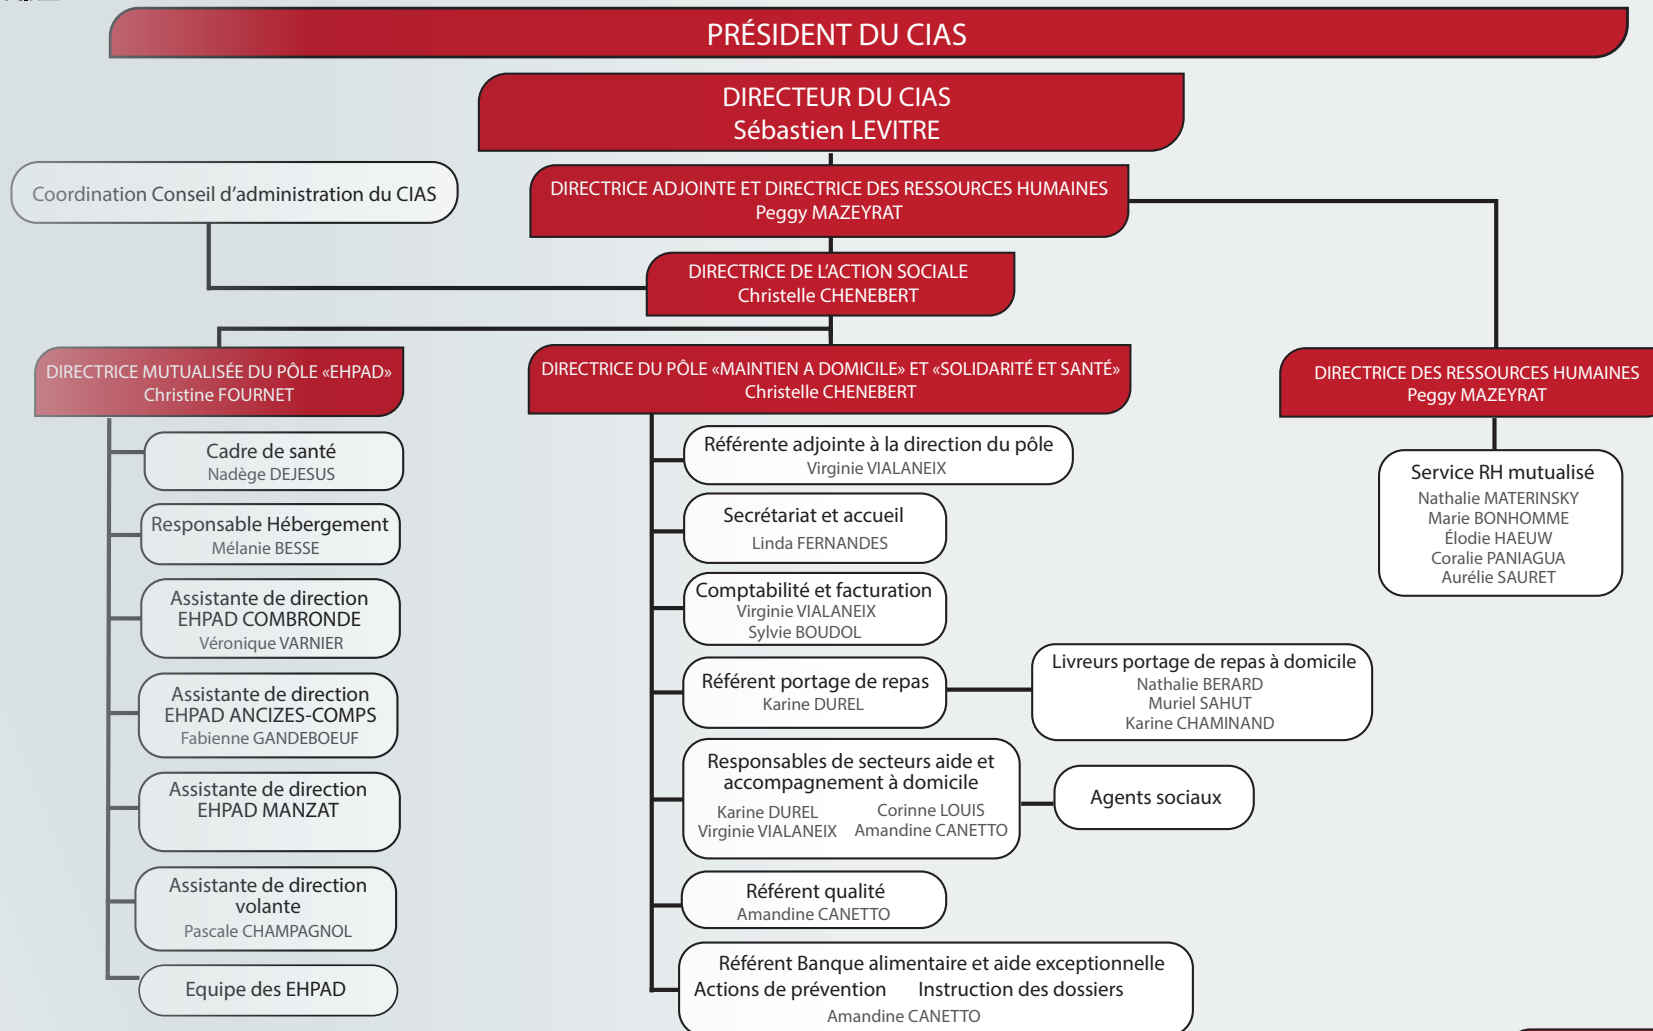 PRÉSIDENT DU CIAS
DIRECTEUR DU CIAS
Sébastien LEVITRE
Coordination Conseil d'administration du CIAS
DIRECTRICE ADJOINTE ET DIRECTRICE DES RESSOURCES HUMAINES
Peggy MAZEYRAT
DIRECTRICE DE L'ACTION SOCIALE
Christelle CHENEBERT
DIRECTRICE MUTUALISÉE DU PÔLE «EHPAD»
Christine FOURNET
Cadre de santé
Nadège DEJESUS
Responsable Hébergement
Mélanie BESSE
Assistante de direction
EHPAD COMBRONDE
Véronique VARNIER
Assistante de direction
EHPAD ANCIZES-COMPS
Fabienne GANDEBOEUF
Assistante de direction
EHPAD MANZAT
Assistante de direction
volante
Pascale CHAMPAGNOL
Equipe des EHPAD
DIRECTRICE DU PÔLE «MAINTIEN A DOMICILE» ET «SOLIDARITÉ ET SANTÉ»
Christelle CHENEBERT
Référente adjointe à la direction du pôle
Virginie VIALANEIX
Secrétariat et accueil
Linda FERNANDES
Comptabilité et facturation
Virginie VIALANEIX
Sylvie BOUDOL
Référent portage de repas
Karine DUREL
Livreurs portage de repas à domicile
Nathalie BERARD
Muriel SAHUT
Karine CHAMINAND
Responsables de secteurs aide et
accompagnement à domicile
Karine DUREL Corinne LOUIS
Virginie VIALANEIX Amandine CANETTO
Agents sociaux
Référent qualité
Amandine CANETTO
Référent Banque alimentaire et aide exceptionnelle
Actions de prévention Instruction des dossiers
Amandine CANETTO
DIRECTRICE DES RESSOURCES HUMAINES
Peggy MAZEYRAT
Service RH mutualisé
Nathalie MATERINSKY
Marie BONHOMME
Élodie HAEUW
Coralie PANIAGUA
Aurélie SAURET